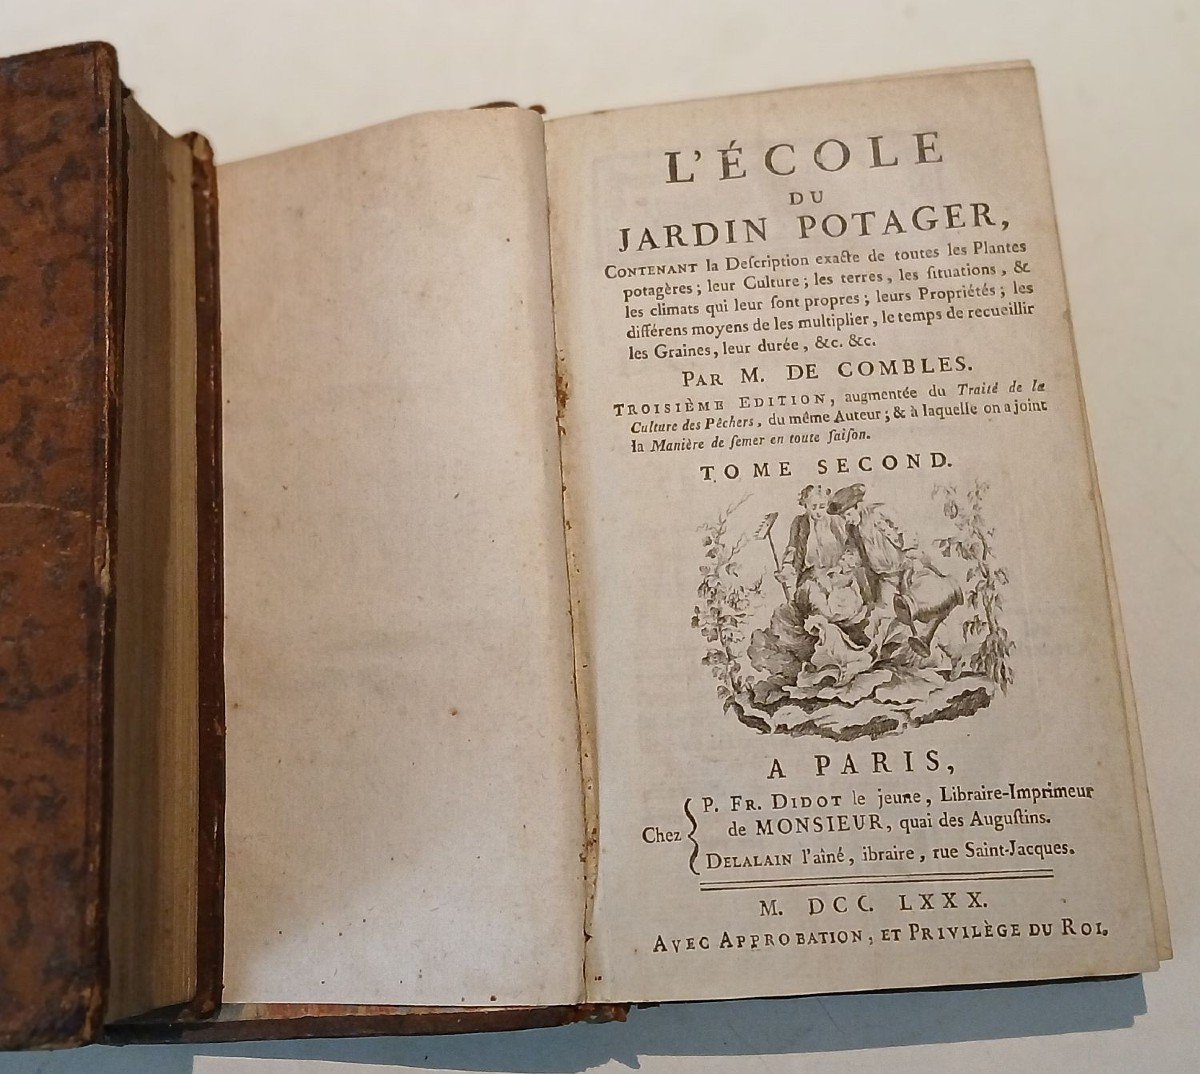 L'ÉCOLE
DU
JARDIN POTAGER,
CONTENANT la Deſcription exacte de toutes les Plantes
potagères ; leur Culture ; les terres, les ſituations, &
les climats qui leur ſont propres ; leurs Propriétés ; les
différens moyens de les multiplier, le temps de recueillir
les Graines, leur durée, &c. &c.
PAR M. DE COMBLES.
TROISIÈME EDITION, augmentée du Traité de la
Culture des Pêchers, du même Auteur ; & à laquelle on a joint
la Manière de ſemer en toute ſaiſon.
TOME SECOND.
A PARIS,
Chez
P. FR. DIDOT le jeune, Libraire-Imprimeur
de MONSIEUR, quai des Auguſtins.
DELALAIN l'aîné, ibraire, rue Saint-Jacques.
M. DCC. LXXX.
AVEC APPROBATION, ET PRIVILÈGE DU ROI.